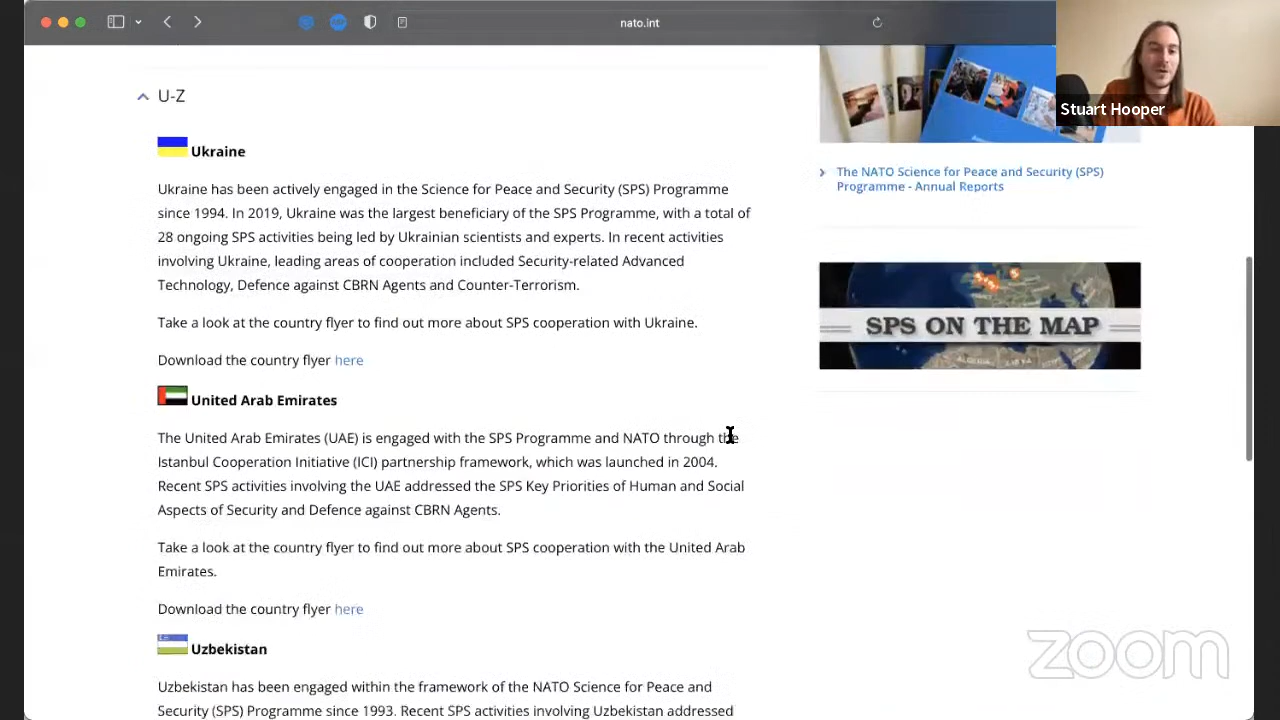 nato.int
Stuart Hooper
U-Z
Ukraine
Ukraine has been actively engaged in the Science for Peace and Security (SPS) Programme
since 1994. In 2019, Ukraine was the largest beneficiary of the SPS Programme, with a total of
28 ongoing SPS activities being led by Ukrainian scientists and experts. In recent activities
involving Ukraine, leading areas of cooperation included Security-related Advanced
Technology, Defence against CBRN Agents and Counter-Terrorism.
Take a look at the country flyer to find out more about SPS cooperation with Ukraine.
Download the country flyer here
United Arab Emirates
The United Arab Emirates (UAE) is engaged with the SPS Programme and NATO through the
Istanbul Cooperation Initiative (ICI) partnership framework, which was launched in 2004.
Recent SPS activities involving the UAE addressed the SPS Key Priorities of Human and Social
Aspects of Security and Defence against CBRN Agents.
Take a look at the country flyer to find out more about SPS cooperation with the United Arab
Emirates.
Download the country flyer here
Uzbekistan
Uzbekistan has been engaged within the framework of the NATO Science for Peace and
Security (SPS) Programme since 1993. Recent SPS activities involving Uzbekistan addressed
The NATO Science for Peace and Security (SPS)
Programme - Annual Reports
SPS ON THE MAP
zoom